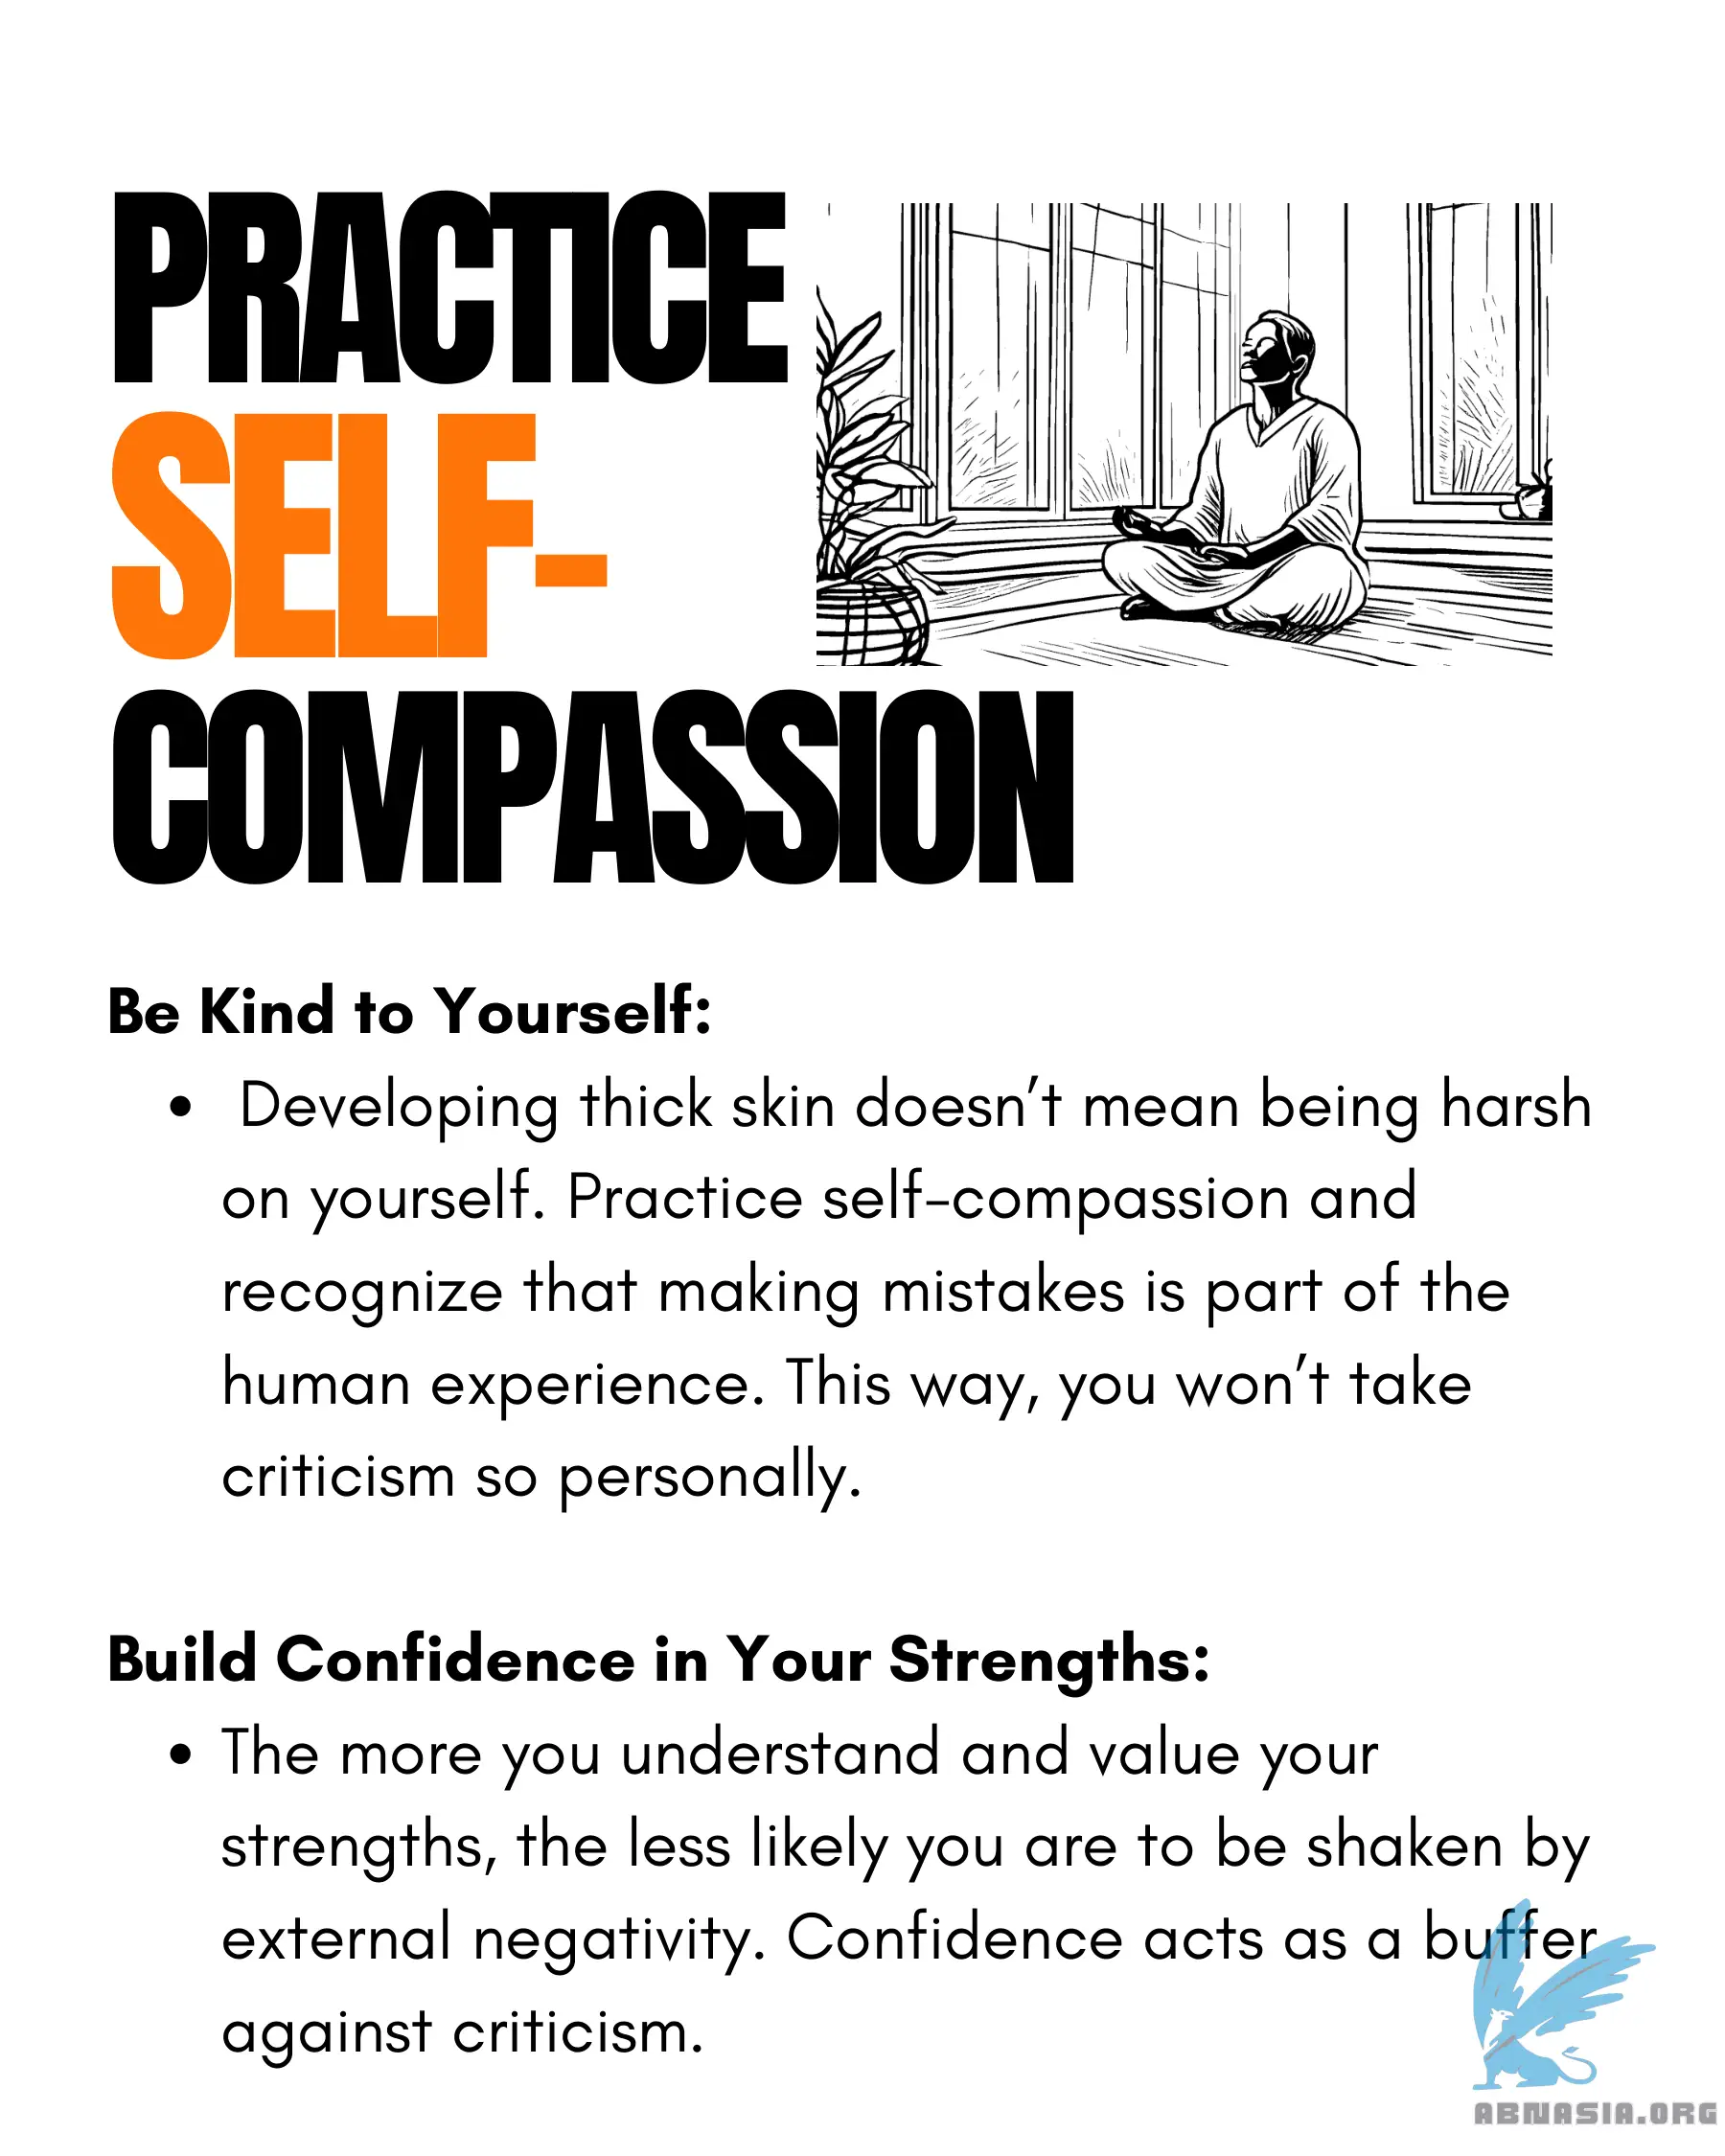 PRACTICE
SELF-
COMPASSION
Be Kind to Yourself:
• Developing thick skin doesn’t mean being harsh
on yourself. Practice self-compassion and
recognize that making mistakes is part of the
human experience. This way, you won’t take
criticism so personally.
Build Confidence in Your Strengths:
• The more you understand and value your
strengths, the less likely you are to be shaken by
external negativity. Confidence acts as a buffer
against criticism.
ABNASIA.ORG